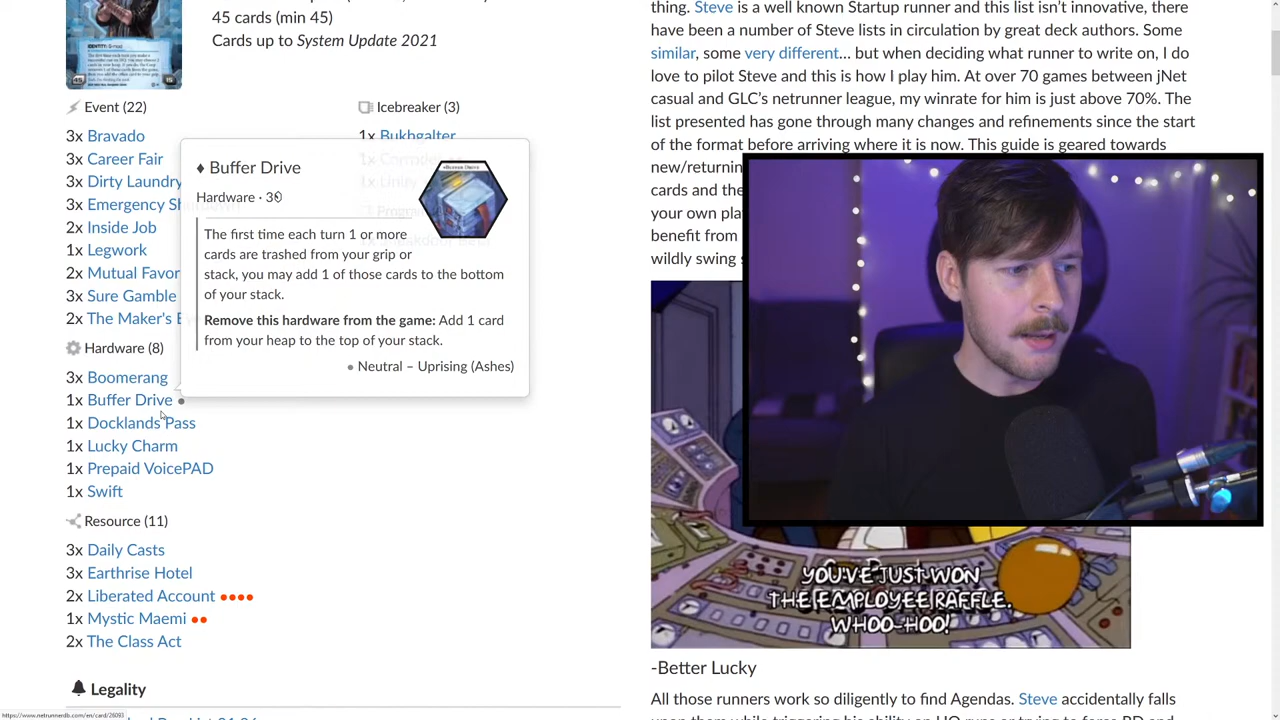 45 cards (min 45)
Cards up to System Update 2021
Event (22)
3x Bravado
3x Career Fair
3x Dirty Laundry
3x Emergency
2x Inside Job
1x Legwork
2x Mutual Favor
3x Sure Gamble
2x The Maker's
Hardware (8)
3x Boomerang
1x Buffer Drive
1x Docklands Pass
1x Lucky Charm
1x Prepaid VoicePAD
1x Swift
Resource (11)
3x Daily Casts
3x Earthrise Hotel
2x Liberated Account
1x Mystic Maemi
2x The Class Act
Legality
Icebreaker (3)
1x Bukhgalter
♦ Buffer Drive
Hardware · 3
The first time each turn 1 or more
cards are trashed from your grip or
stack, you may add 1 of those cards to the bottom
of your stack.
Remove this hardware from the game: Add 1 card
from your heap to the top of your stack.
Neutral – Uprising (Ashes)
thing. Steve is a well known Startup runner and this list isn't innovative, there
have been a number of Steve lists in circulation by great deck authors. Some
similar, some very different, but when deciding what runner to write on, I do
love to pilot Steve and this is how I play him. At over 70 games between jNet
casual and GLC's netrunner league, my winrate for him is just above 70%. The
list presented has gone through many changes and refinements since the start
of the format before arriving where it is now. This guide is geared towards
new/returnin
cards and the
your own pla
benefit from
wildly swing
YOU'VE JUST WON
THE EMPLOYEE RAFFLE.
WHOO-HOO!
-Better Lucky
All those runners work so diligently to find Agendas. Steve accidentally falls
https://www.netrunnerdb.com/en/card/26093